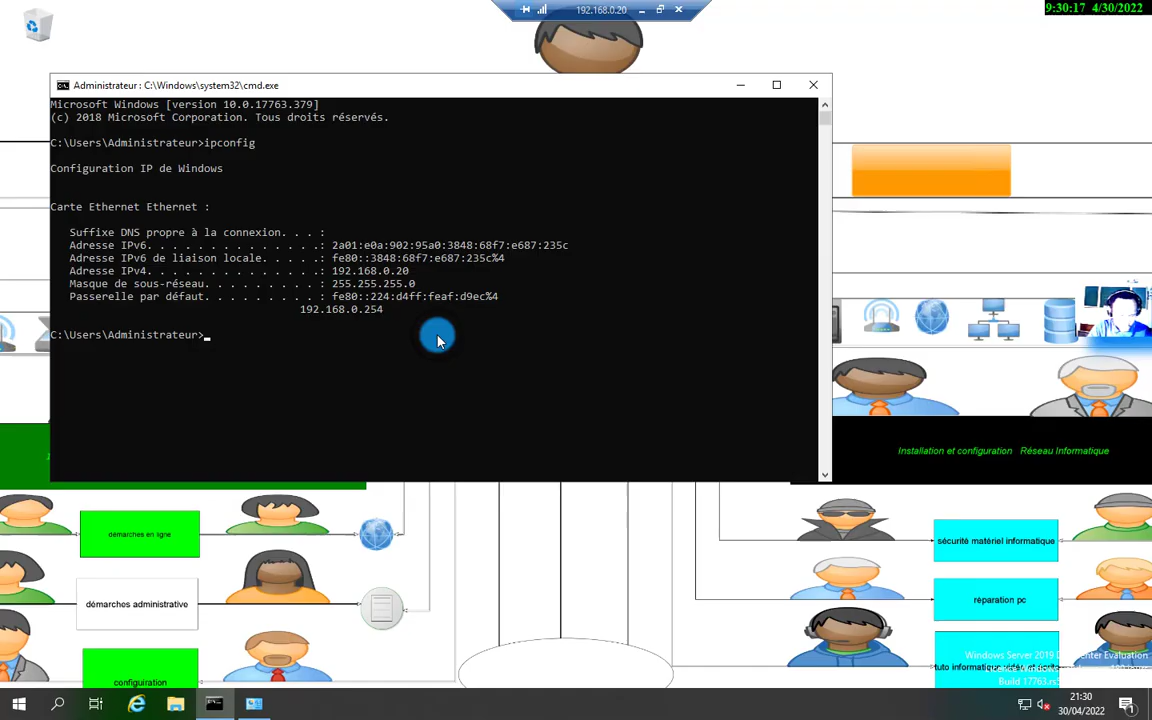 192.168.0.20
9:30:17 4/30/2022
Administrateur : C:\Windows\system32\cmd.exe
Microsoft Windows [version 10.0.17763.379]
(c) 2018 Microsoft Corporation. Tous droits réservés.
C:\Users\Administrateur>ipconfig
Configuration IP de Windows
Carte Ethernet Ethernet :
Suffixe DNS propre à la connexion. . . :
Adresse IPv6. . . . . . . . . . . . . .: 2a01:e0a:902:95a0:3848:68f7:e687:235c
Adresse IPv6 de liaison locale. . . . .: fe80::3848:68f7:e687:235c%4
Adresse IPv4. . . . . . . . . . . . . .: 192.168.0.20
Masque de sous-réseau. . . . . . . . . : 255.255.255.0
Passerelle par défaut. . . . . . . . . : fe80::224:d4ff:feaf:d9ec%4
192.168.0.254
C:\Users\Administrateur>
Installation et configuration Réseau Informatique
démarches en ligne
sécurité matériel informatique
démarches administrative
réparation pc
configuiration
Windows Server 2019
Evaluation
tuto informatique
Build 17763.rs5
21:30
30/04/2022
1